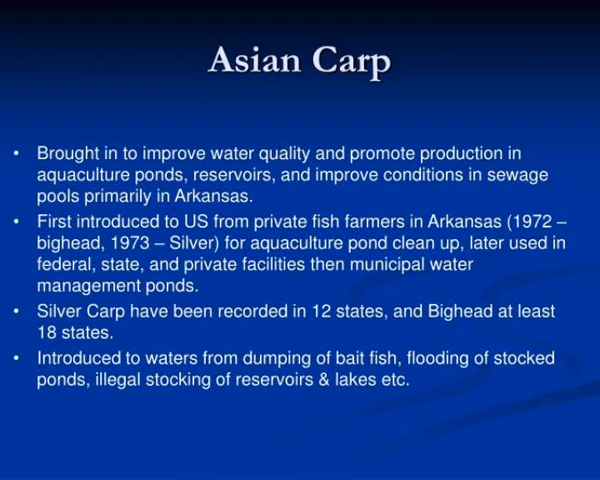 Asian Carp
• Brought in to improve water quality and promote production in
aquaculture ponds, reservoirs, and improve conditions in sewage
pools primarily in Arkansas.
• First introduced to US from private fish farmers in Arkansas (1972 –
bighead, 1973 – Silver) for aquaculture pond clean up, later used in
federal, state, and private facilities then municipal water
management ponds.
• Silver Carp have been recorded in 12 states, and Bighead at least
18 states.
• Introduced to waters from dumping of bait fish, flooding of stocked
ponds, illegal stocking of reservoirs & lakes etc.